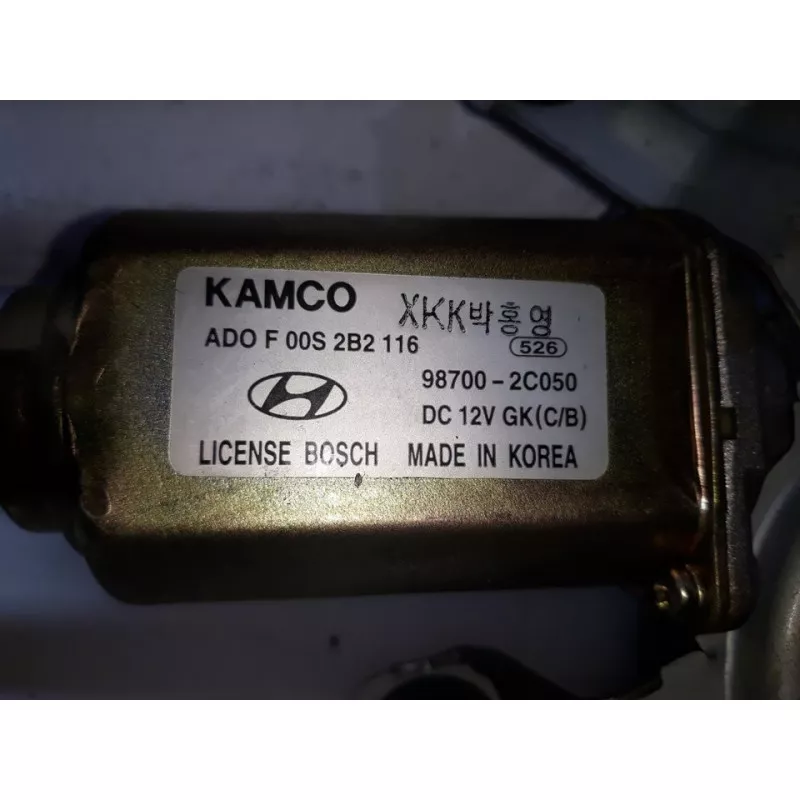 KAMCO XKK박홍영
ADO F 00S 2B2 116 526
98700-2C050
DC 12V GK(C/B)
LICENSE BOSCH MADE IN KOREA